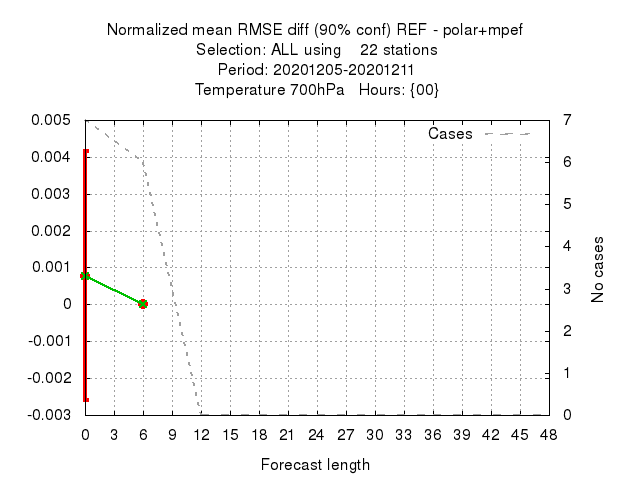 Normalized mean RMSE diff (90% conf) REF - polar+mpef
Selection: ALL using    22 stations
Period: 20201205-20201211
Temperature 700hPa   Hours: {00}
Cases
0.005
0.004
0.003
0.002
0.001
0
-0.001
-0.002
-0.003
7
6
5
4
3
2
1
0
No cases
0 3 6 9 12 15 18 21 24 27 30 33 36 39 42 45 48
Forecast length